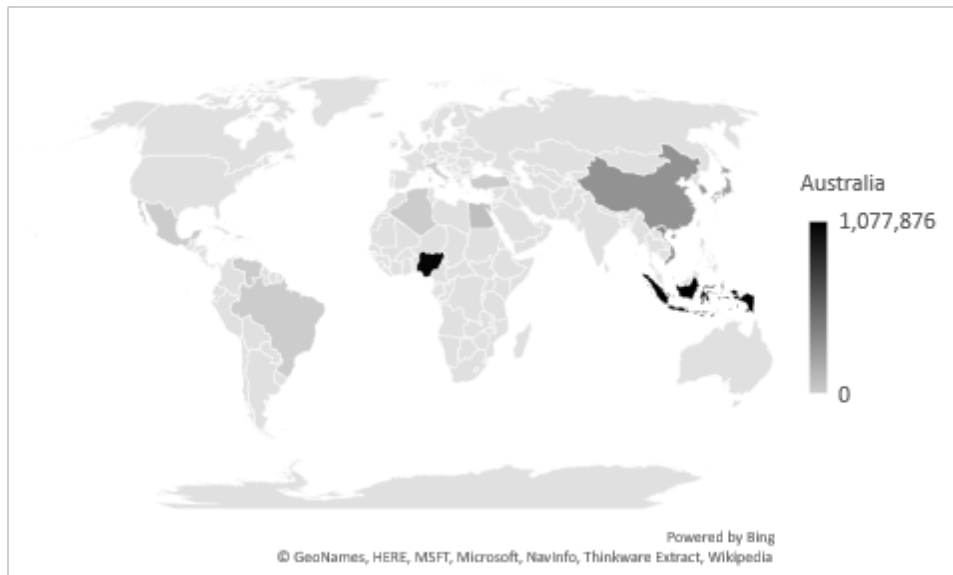 Australia
1,077,876
0
Powered by Bing
© GeoNames, HERE, MSFT, Microsoft, NavInfo, Thinkware Extract, Wikipedia